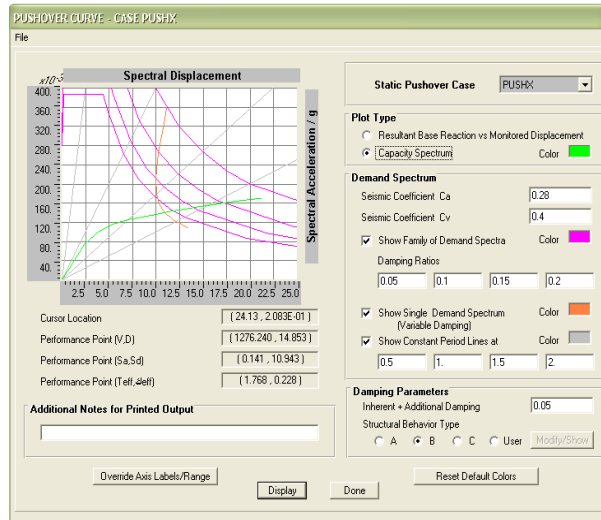 PUSHOVER CURVE - CASE PUSHX
File
x10-3
Spectral Displacement
400.
360.
320.
280.
240.
200.
160.
120.
80.
40.
2.5 5.0 7.5 10.0 12.5 15.0 17.5 20.0 22.5 25.0
Spectral Acceleration / g
Cursor Location ( 24.13 , 2.083E-01 )
Performance Point (V,D) ( 1276.240 , 14.853 )
Performance Point (Sa,Sd) ( 0.141 , 10.943 )
Performance Point (Teff, ) ( 1.768 , 0.228 )
Additional Notes for Printed Output
Override Axis Labels/Range
Static Pushover Case PUSHX
Plot Type
Resultant Base Reaction vs Monitored Displacement
Capacity Spectrum Color
Demand Spectrum
Seismic Coefficient Ca 0.28
Seismic Coefficient Cv 0.4
Show Family of Demand Spectra Color
Damping Ratios
0.05 0.1 0.15 0.2
Show Single Demand Spectrum Color
(Variable Damping)
Show Constant Period Lines at Color
0.5 1. 1.5 2.
Damping Parameters
Inherent + Additional Damping 0.05
Structural Behavior Type
A B C User Modify/Show
Reset Default Colors
Display Done